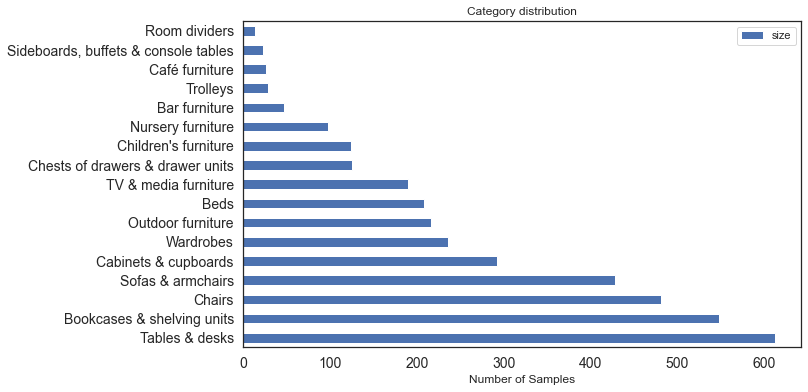 Category distribution
size
Room dividers
Sideboards, buffets & console tables
Café furniture
Trolleys
Bar furniture
Nursery furniture
Children's furniture
Chests of drawers & drawer units
TV & media furniture
Beds
Outdoor furniture
Wardrobes
Cabinets & cupboards
Sofas & armchairs
Chairs
Bookcases & shelving units
Tables & desks
0 100 200 300 400 500 600
Number of Samples